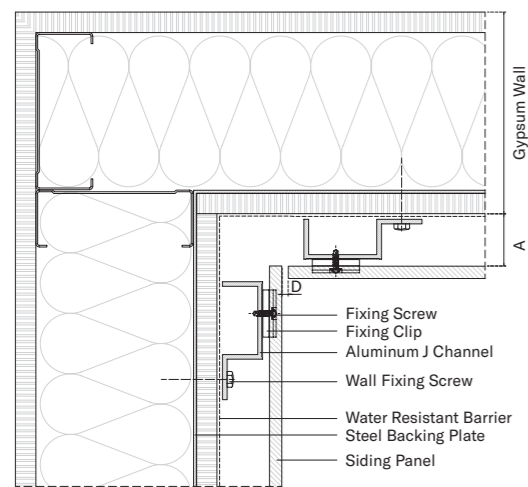 Gypsum Wall
A
D
Fixing Screw
Fixing Clip
Aluminum J Channel
Wall Fixing Screw
Water Resistant Barrier
Steel Backing Plate
Siding Panel